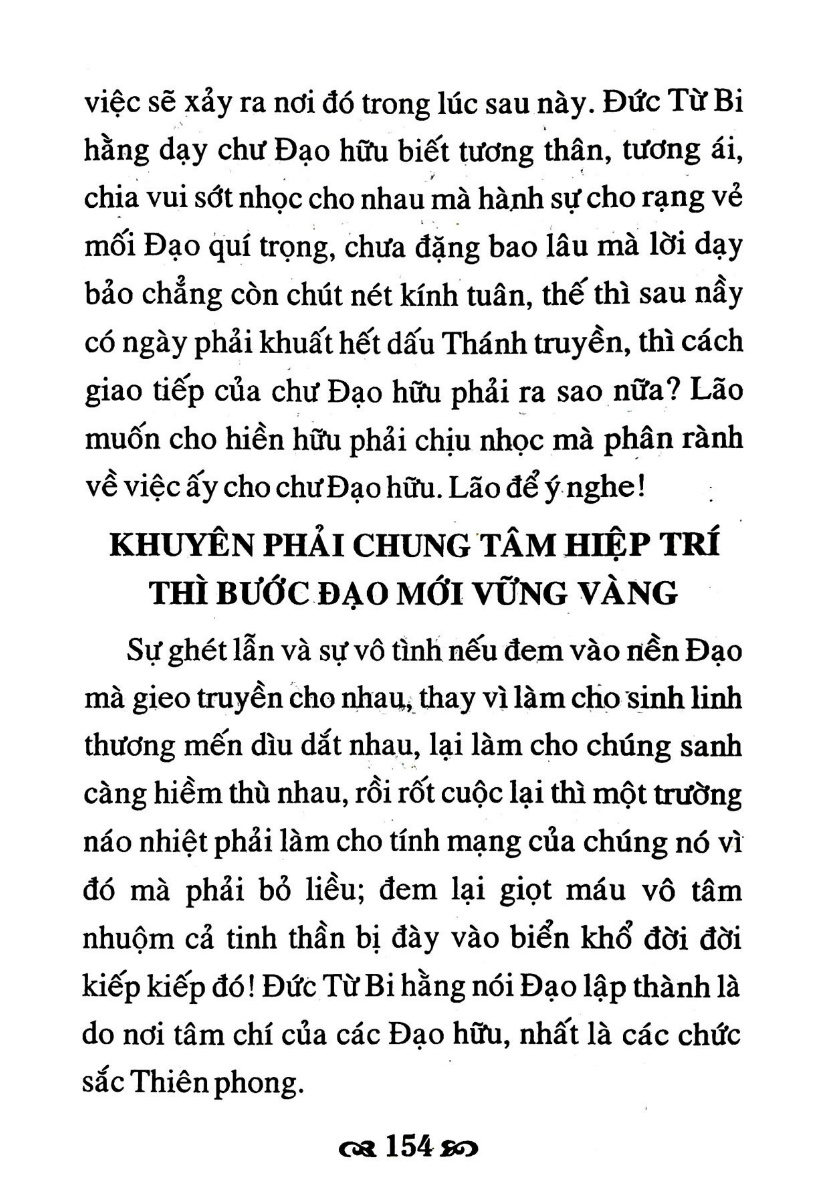 việc sẽ xảy ra nơi đó trong lúc sau này. Đức Từ Bi
hằng dạy chư Đạo hữu biết tương thân, tương ái,
chia vui sớt nhọc cho nhau mà hành sự cho rạng vẻ
mối Đạo quí trọng, chưa đặng bao lâu mà lời dạy
bảo chẳng còn chút nét kính tuân, thế thì sau nầy
có ngày phải khuất hết dấu Thánh truyền, thì cách
giao tiếp của chư Đạo hữu phải ra sao nữa? Lão
muốn cho hiền hữu phải chịu nhọc mà phân rành
về việc ấy cho chư Đạo hữu. Lão để ý nghe!
KHUYÊN PHẢI CHUNG TÂM HIỆP TRÍ
THÌ BƯỚC ĐẠO MỚI VỮNG VÀNG
Sự ghét lẫn và sự vô tình nếu đem vào nền Đạo
mà gieo truyền cho nhau, thay vì làm cho sinh linh
thương mến dìu dắt nhau, lại làm cho chúng sanh
càng hiềm thù nhau, rồi rốt cuộc lại thì một trường
náo nhiệt phải làm cho tính mạng của chúng nó vì
đó mà phải bỏ liều; đem lại giọt máu vô tâm
nhuộm cả tinh thần bị đày vào biển khổ đời đời
kiếp kiếp đó! Đức Từ Bi hằng nói Đạo lập thành là
do nơi tâm chí của các Đạo hữu, nhất là các chức
sắc Thiên phong.
154